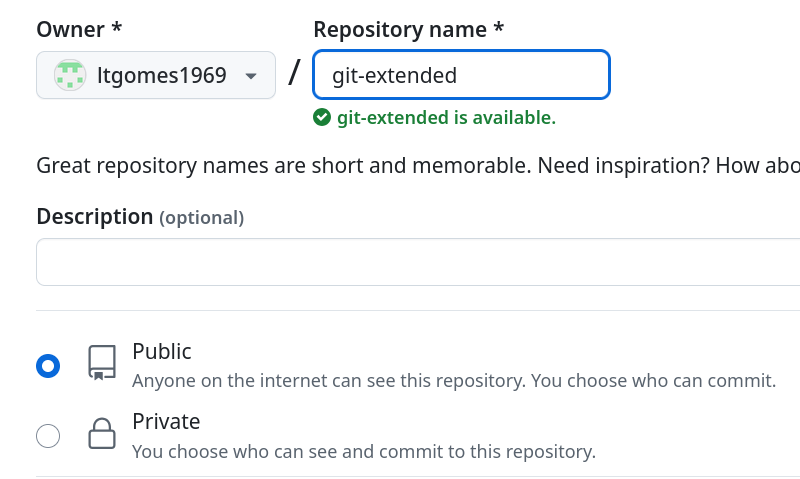 Owner * Repository name *
ltgomes1969 / git-extended
git-extended is available.
Great repository names are short and memorable. Need inspiration? How abo
Description (optional)
Public
Anyone on the internet can see this repository. You choose who can commit.
Private
You choose who can see and commit to this repository.